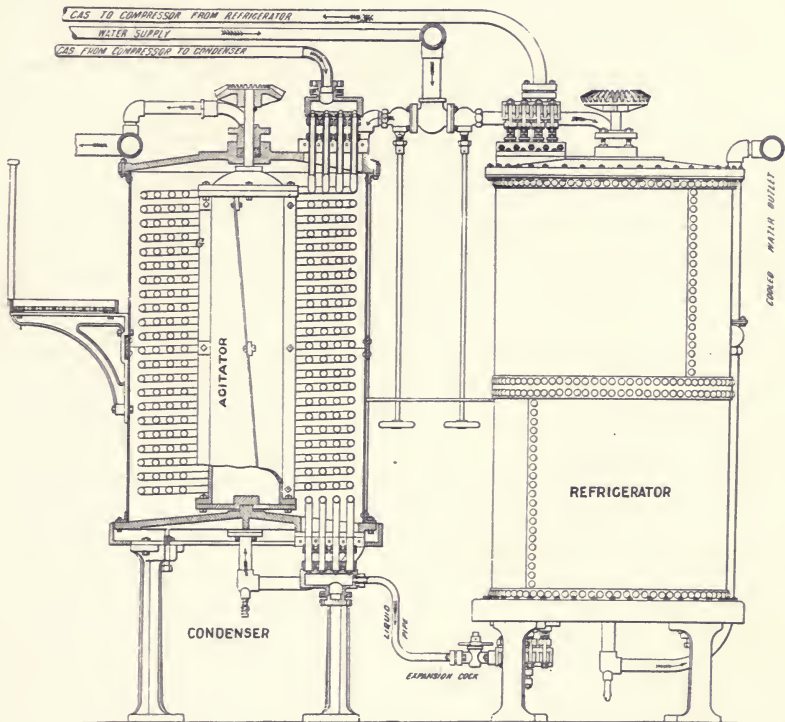 GAS TO COMPRESSOR FROM REFRIGERATOR
WATER SUPPLY
GAS FROM COMPRESSOR TO CONDENSER
COOLED WATER OUTLET
AGITATOR
REFRIGERATOR
CONDENSER
LIQUID
PIPE
EXPANSION COCK